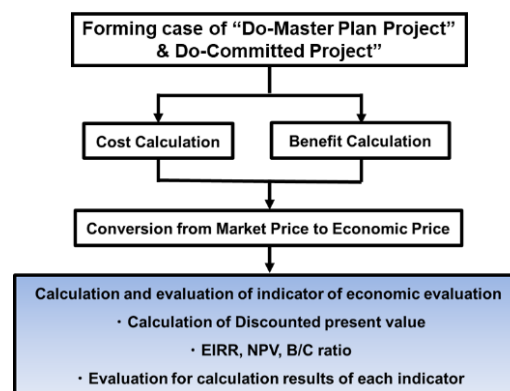 Forming case of “Do-Master Plan Project”
& Do-Committed Project”
Cost Calculation
Benefit Calculation
Conversion from Market Price to Economic Price
Calculation and evaluation of indicator of economic evaluation
・Calculation of Discounted present value
・EIRR, NPV, B/C ratio
・Evaluation for calculation results of each indicator